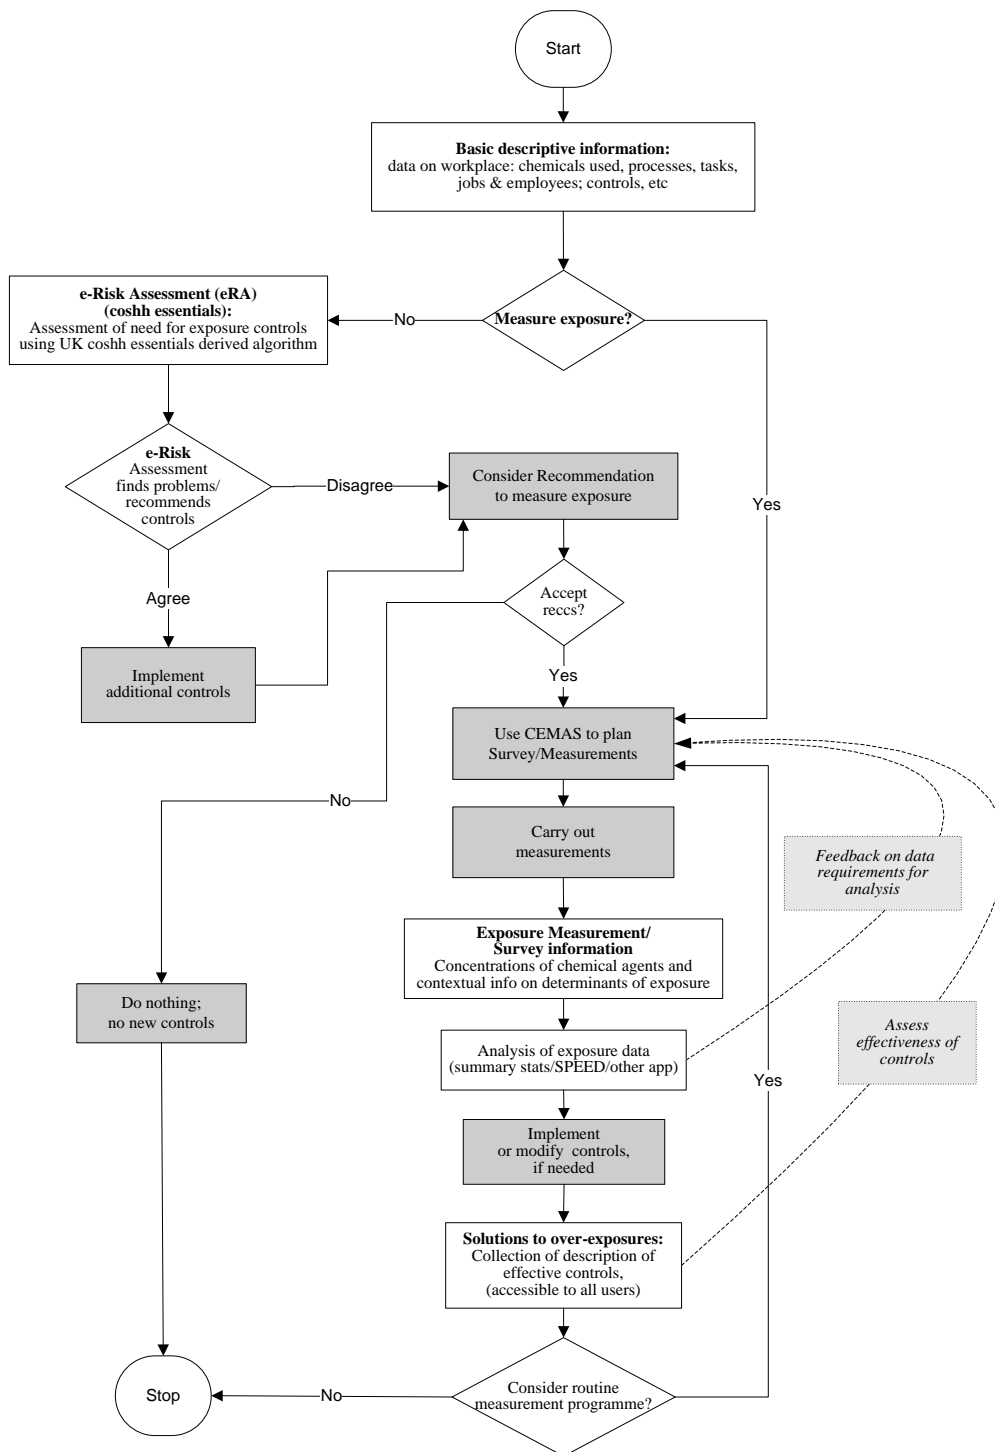 Start
Basic descriptive information:
data on workplace: chemicals used, processes, tasks,
jobs & employees; controls, etc
Measure exposure?
No
Yes
e-Risk Assessment (eRA)
(coshh essentials):
Assessment of need for exposure controls
using UK coshh essentials derived algorithm
e-Risk
Assessment
finds problems/
recommends
controls
Disagree
Agree
Consider Recommendation
to measure exposure
Accept
reccs?
Implement
additional controls
Yes
No
Use CEMAS to plan
Survey/Measurements
Carry out
measurements
Feedback on data
requirements for
analysis
Exposure Measurement/
Survey information
Concentrations of chemical agents and
contextual info on determinants of exposure
Do nothing;
no new controls
Assess
effectiveness of
controls
Analysis of exposure data
(summary stats/SPEED/other app)
Yes
Implement
or modify controls,
if needed
Solutions to over-exposures:
Collection of description of
effective controls,
(accessible to all users)
Consider routine
measurement programme?
No
Stop